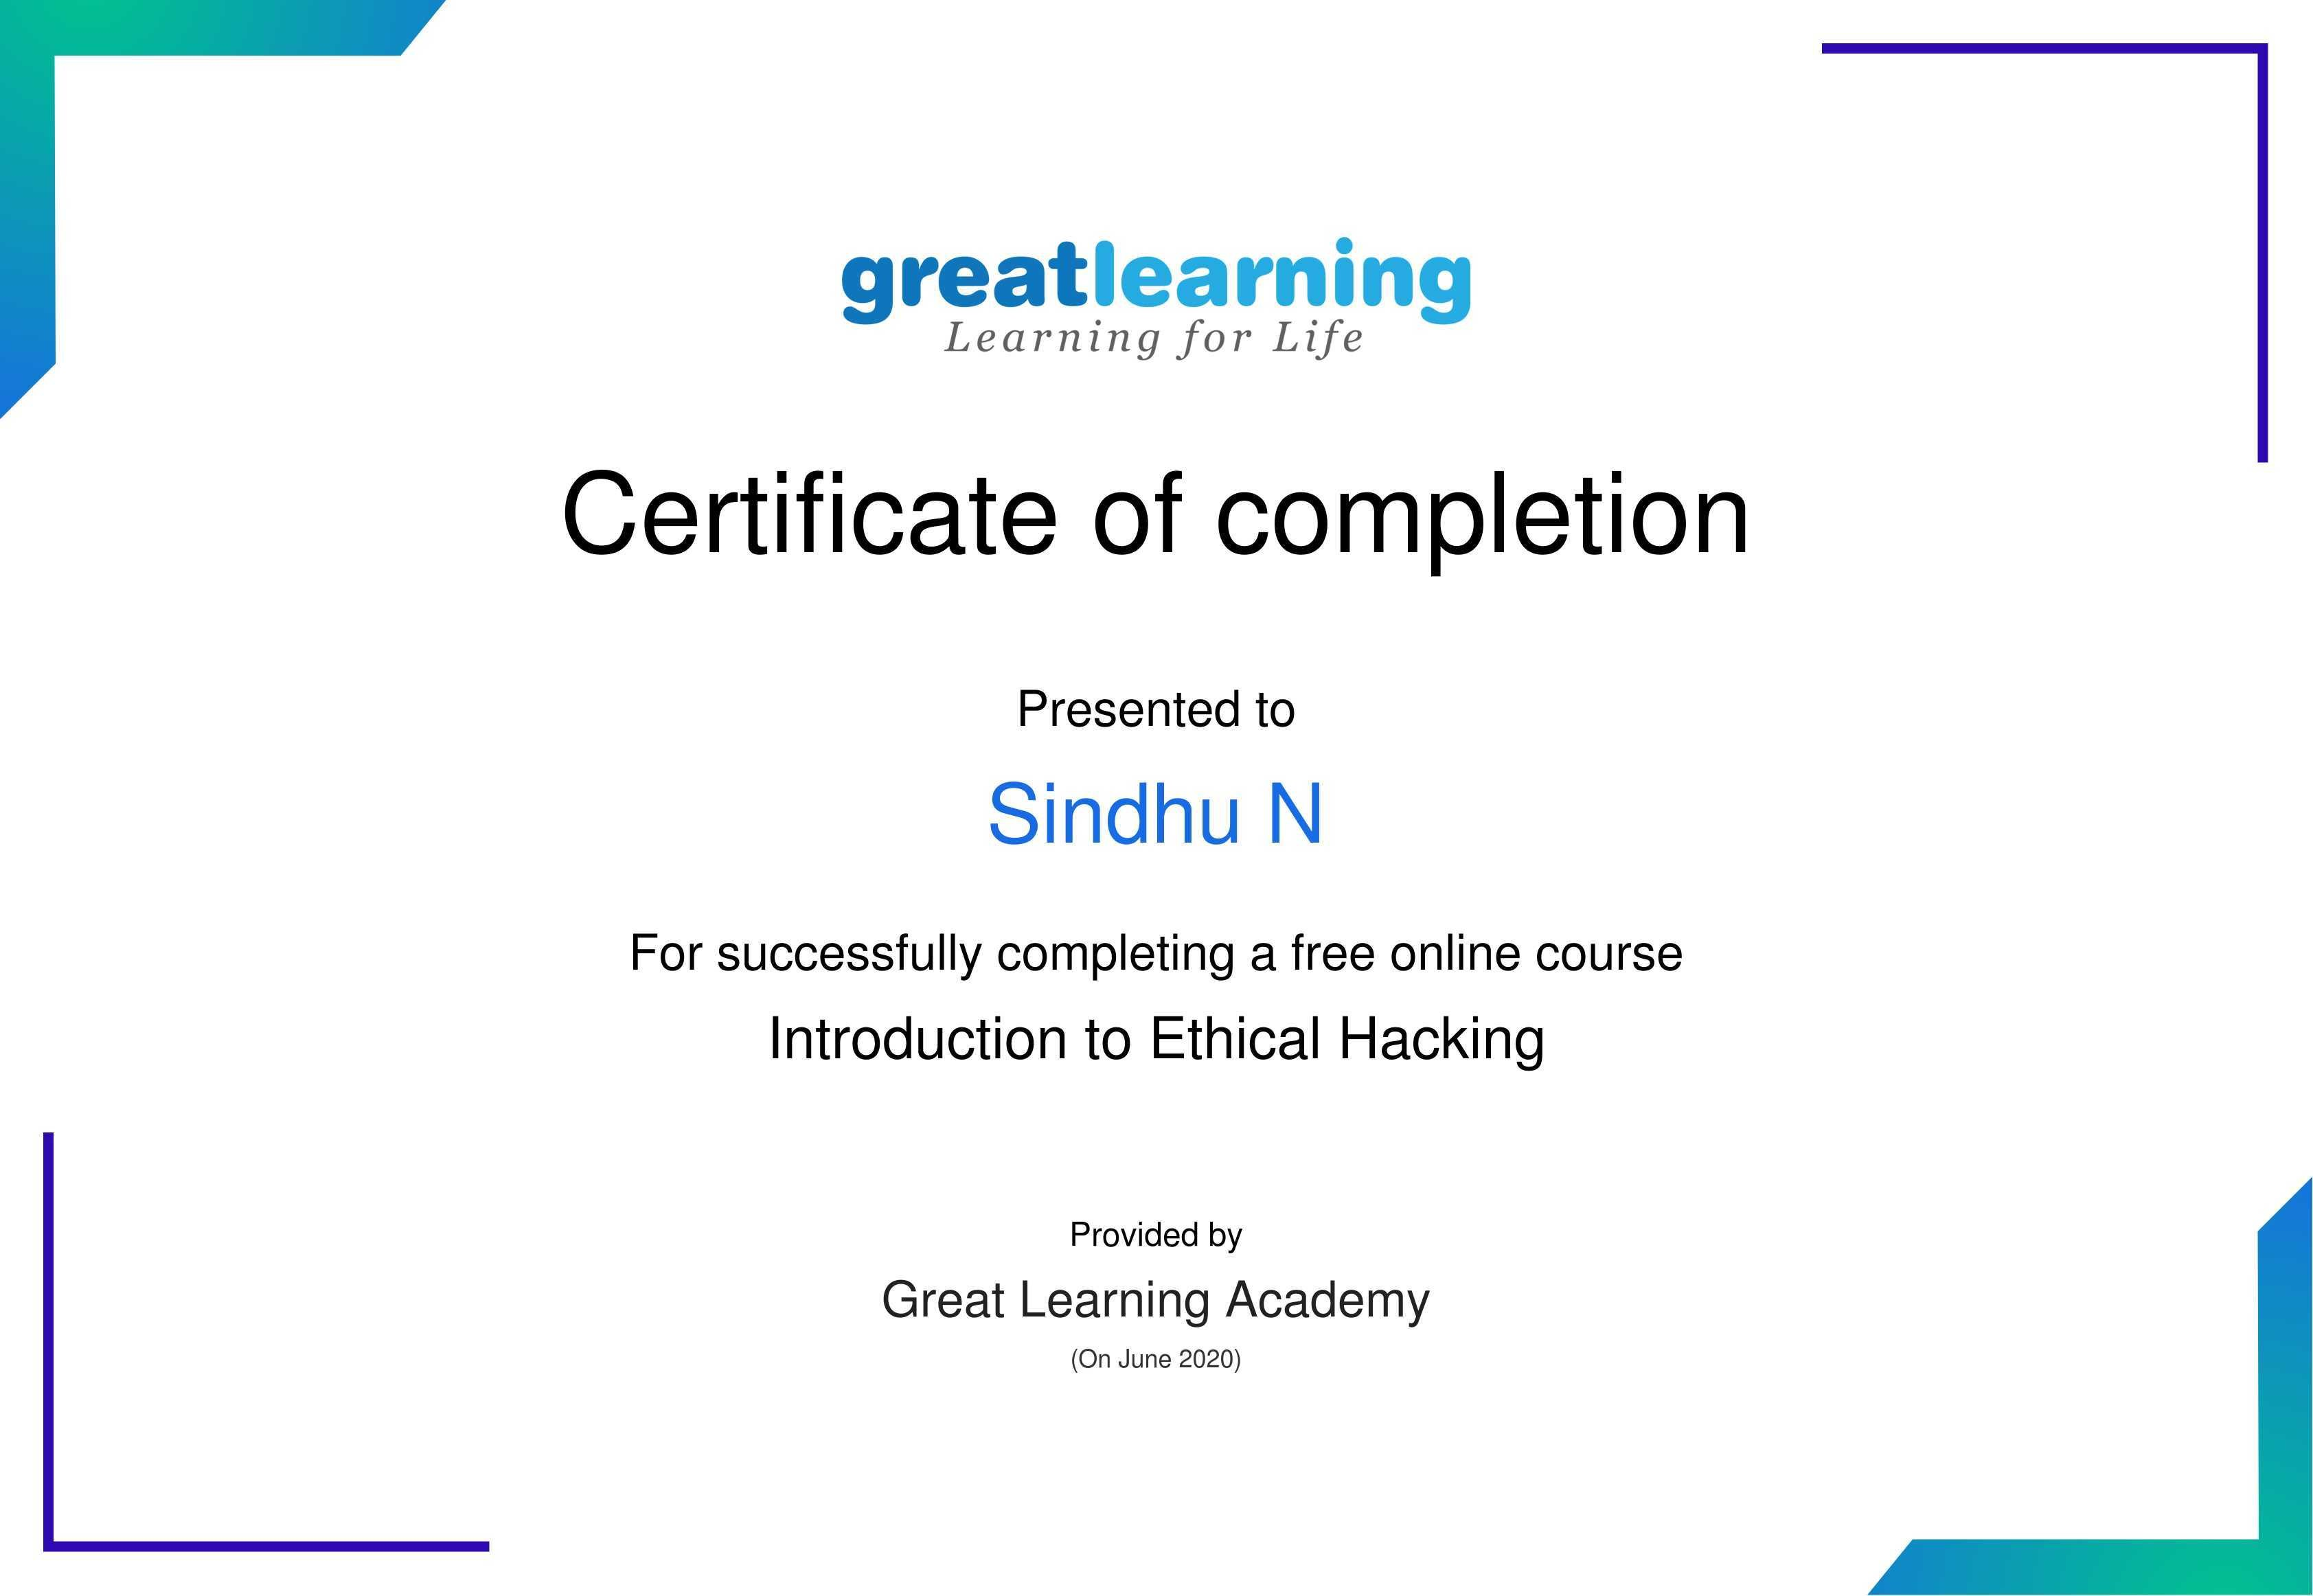 greatlearning
Learning for Life
Certificate of completion
Presented to
Sindhu N
For successfully completing a free online course
Introduction to Ethical Hacking
Provided by
Great Learning Academy
(On June 2020)